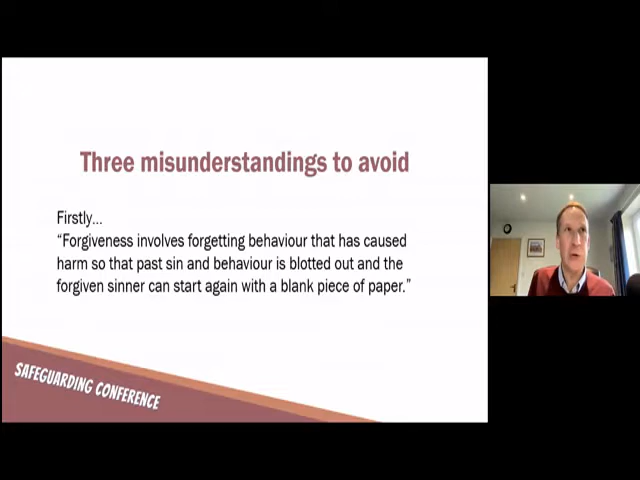 Three misunderstandings to avoid
Firstly...
“Forgiveness involves forgetting behaviour that has caused
harm so that past sin and behaviour is blotted out and the
forgiven sinner can start again with a blank piece of paper.”
SAFEGUARDING CONFERENCE